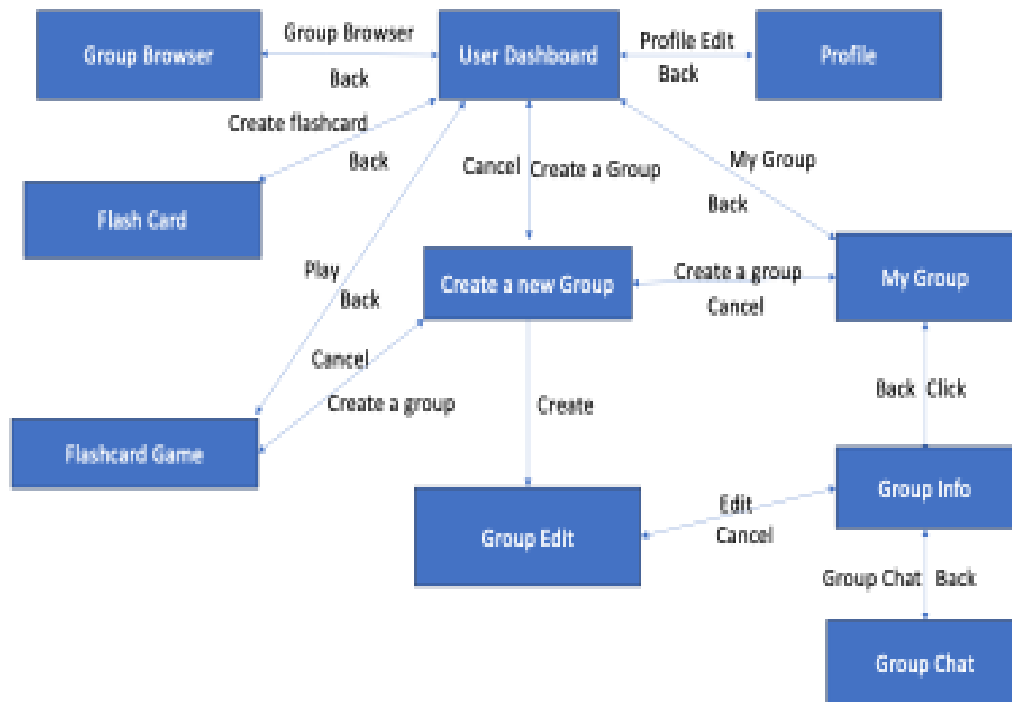 Group Browser
Group Browser
Back
User Dashboard
Profile Edit
Back
Profile
Create flashcard
Back
Cancel
Create a Group
My Group
Back
Flash Card
Play
Back
Create a new Group
Create a group
Cancel
My Group
Cancel
Create a group
Create
Back
Click
Flashcard Game
Group Edit
Edit
Cancel
Group Info
Group Chat
Back
Group Chat